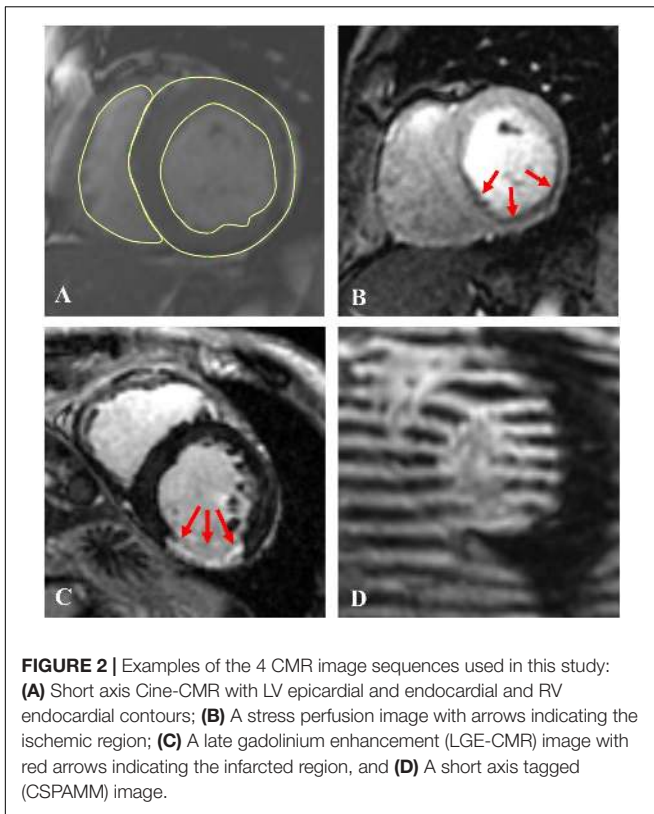 A
B
C
D
FIGURE 2 | Examples of the 4 CMR image sequences used in this study:
(A) Short axis Cine-CMR with LV epicardial and endocardial and RV
endocardial contours; (B) A stress perfusion image with arrows indicating the
ischemic region; (C) A late gadolinium enhancement (LGE-CMR) image with
red arrows indicating the infarcted region, and (D) A short axis tagged
(CSPAMM) image.